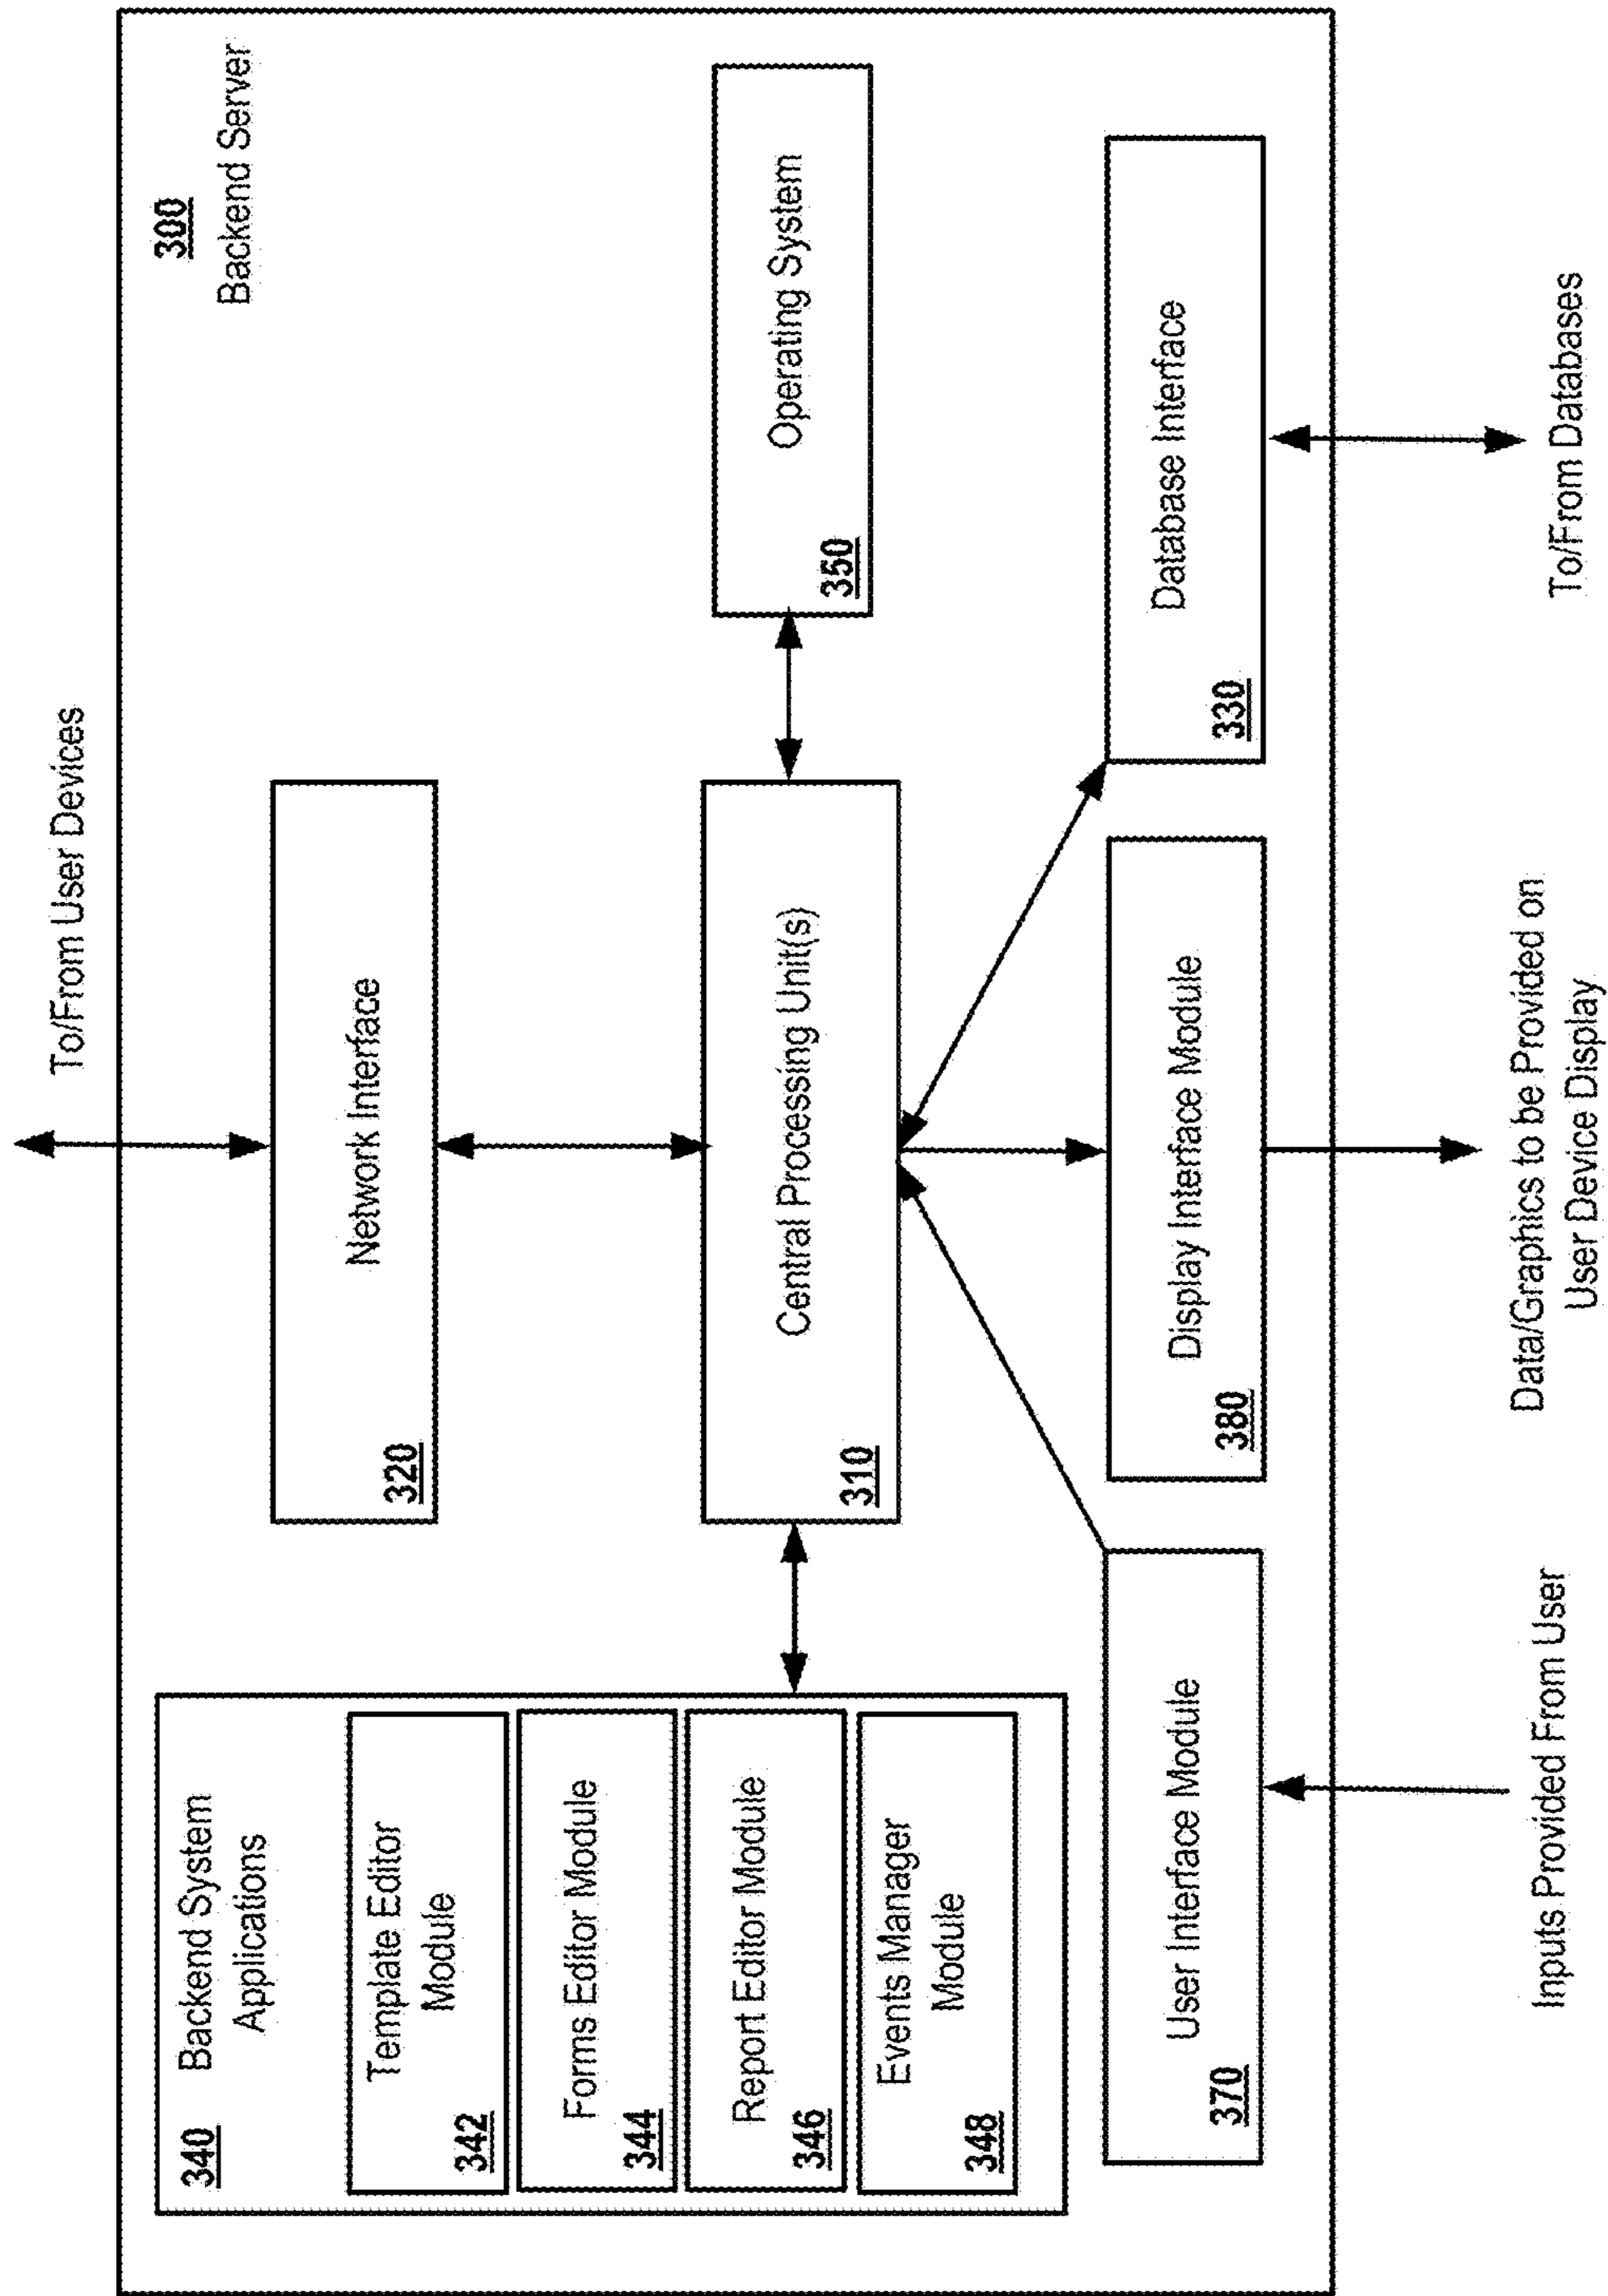 To/From User Devices
300
Backend Server
340 Backend System
Applications
Template Editor
Module
342
Forms Editor Module
344
Report Editor Module
346
Events Manager
Module
348
Network Interface
320
Central Processing Unit(s)
310
Operating System
350
User Interface Module
370
Display Interface Module
380
Database Interface
330
Inputs Provided From User
Data/Graphics to be Provided on
User Device Display
To/From Databases